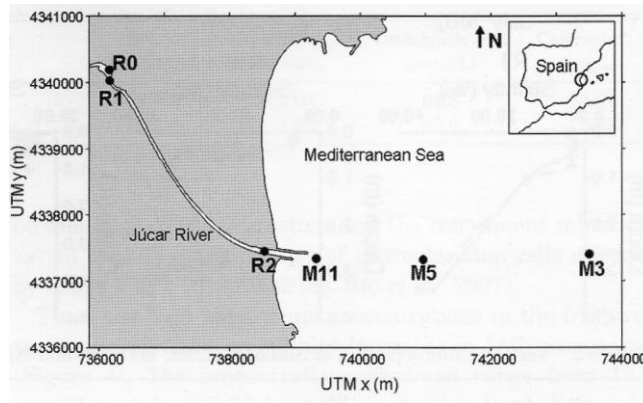 4341000
4340000
4339000
4338000
4337000
4336000
UTM y (m)
R0
R1
N
Spain
Mediterranean Sea
Júcar River
R2
M11
M5
M3
736000
738000
740000
742000
744000
UTM x (m)